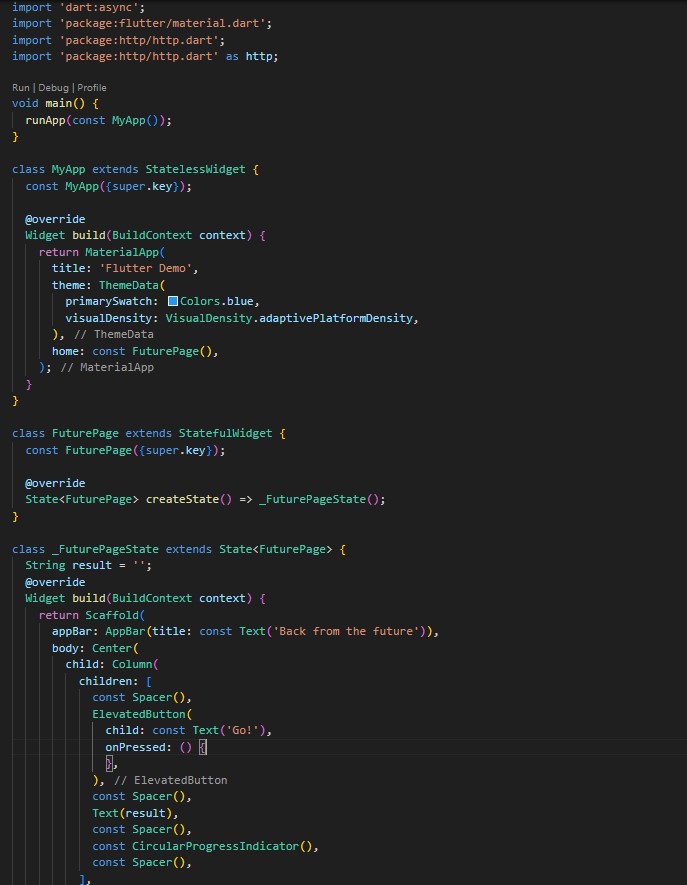 import 'dart:async';
import 'package:flutter/material.dart';
import 'package:http/http.dart';
import 'package:http/http.dart' as http;
Run | Debug | Profile
void main() {
  runApp(const MyApp());
}
class MyApp extends StatelessWidget {
  const MyApp({super.key});
  @override
  Widget build(BuildContext context) {
    return MaterialApp(
      title: 'Flutter Demo',
      theme: ThemeData(
        primarySwatch: Colors.blue,
        visualDensity: VisualDensity.adaptivePlatformDensity,
      ), // ThemeData
      home: const FuturePage(),
    ); // MaterialApp
  }
}
class FuturePage extends StatefulWidget {
  const FuturePage({super.key});
  @override
  State<FuturePage> createState() => _FuturePageState();
}
class _FuturePageState extends State<FuturePage> {
  String result = '';
  @override
  Widget build(BuildContext context) {
    return Scaffold(
      appBar: AppBar(title: const Text('Back from the future')),
      body: Center(
        child: Column(
          children: [
            const Spacer(),
            ElevatedButton(
              child: const Text('Go!'),
              onPressed: () {
              },
            ), // ElevatedButton
            const Spacer(),
            Text(result),
            const Spacer(),
            const CircularProgressIndicator(),
            const Spacer(),
          ],